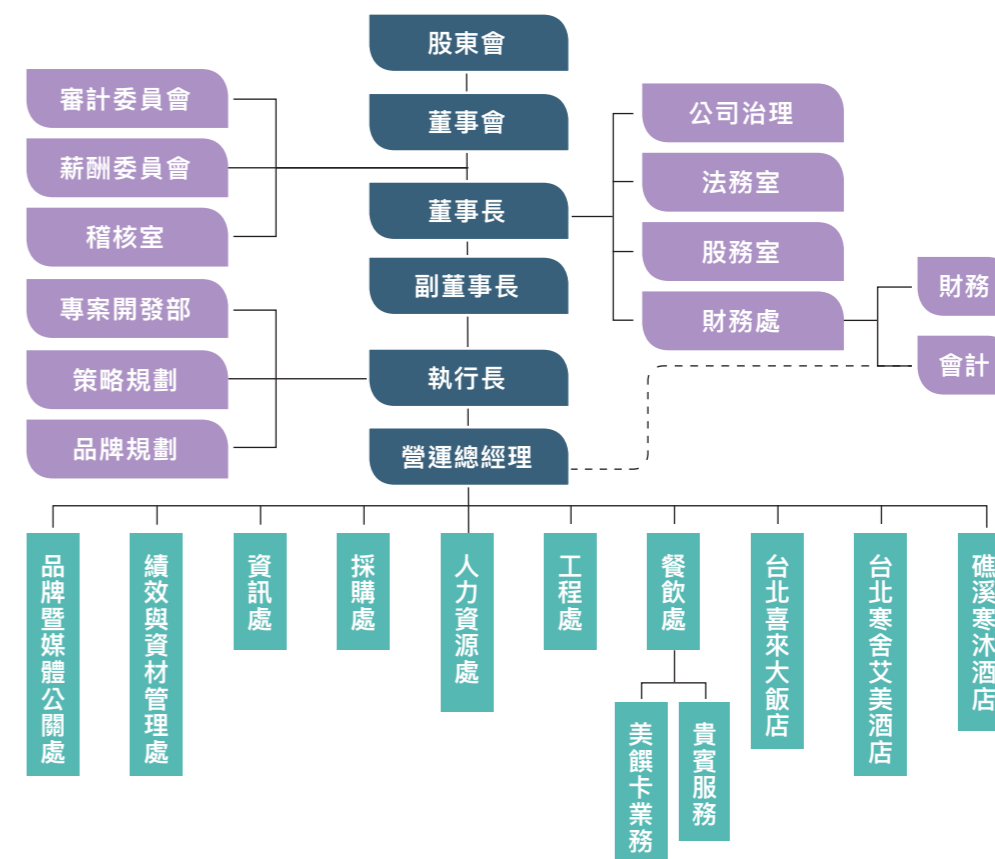 股東會
董事會
董事長
副董事長
執行長
營運總經理
審計委員會
薪酬委員會
稽核室
專案開發部
策略規劃
品牌規劃
公司治理
法務室
股務室
財務處
財務
會計
品牌暨媒體公關處
績效與資材管理處
資訊處
採購處
人力資源處
工程處
餐飲處
美饌卡業務
貴賓服務
台北喜來大飯店
台北寒舍艾美酒店
礁溪寒沐酒店